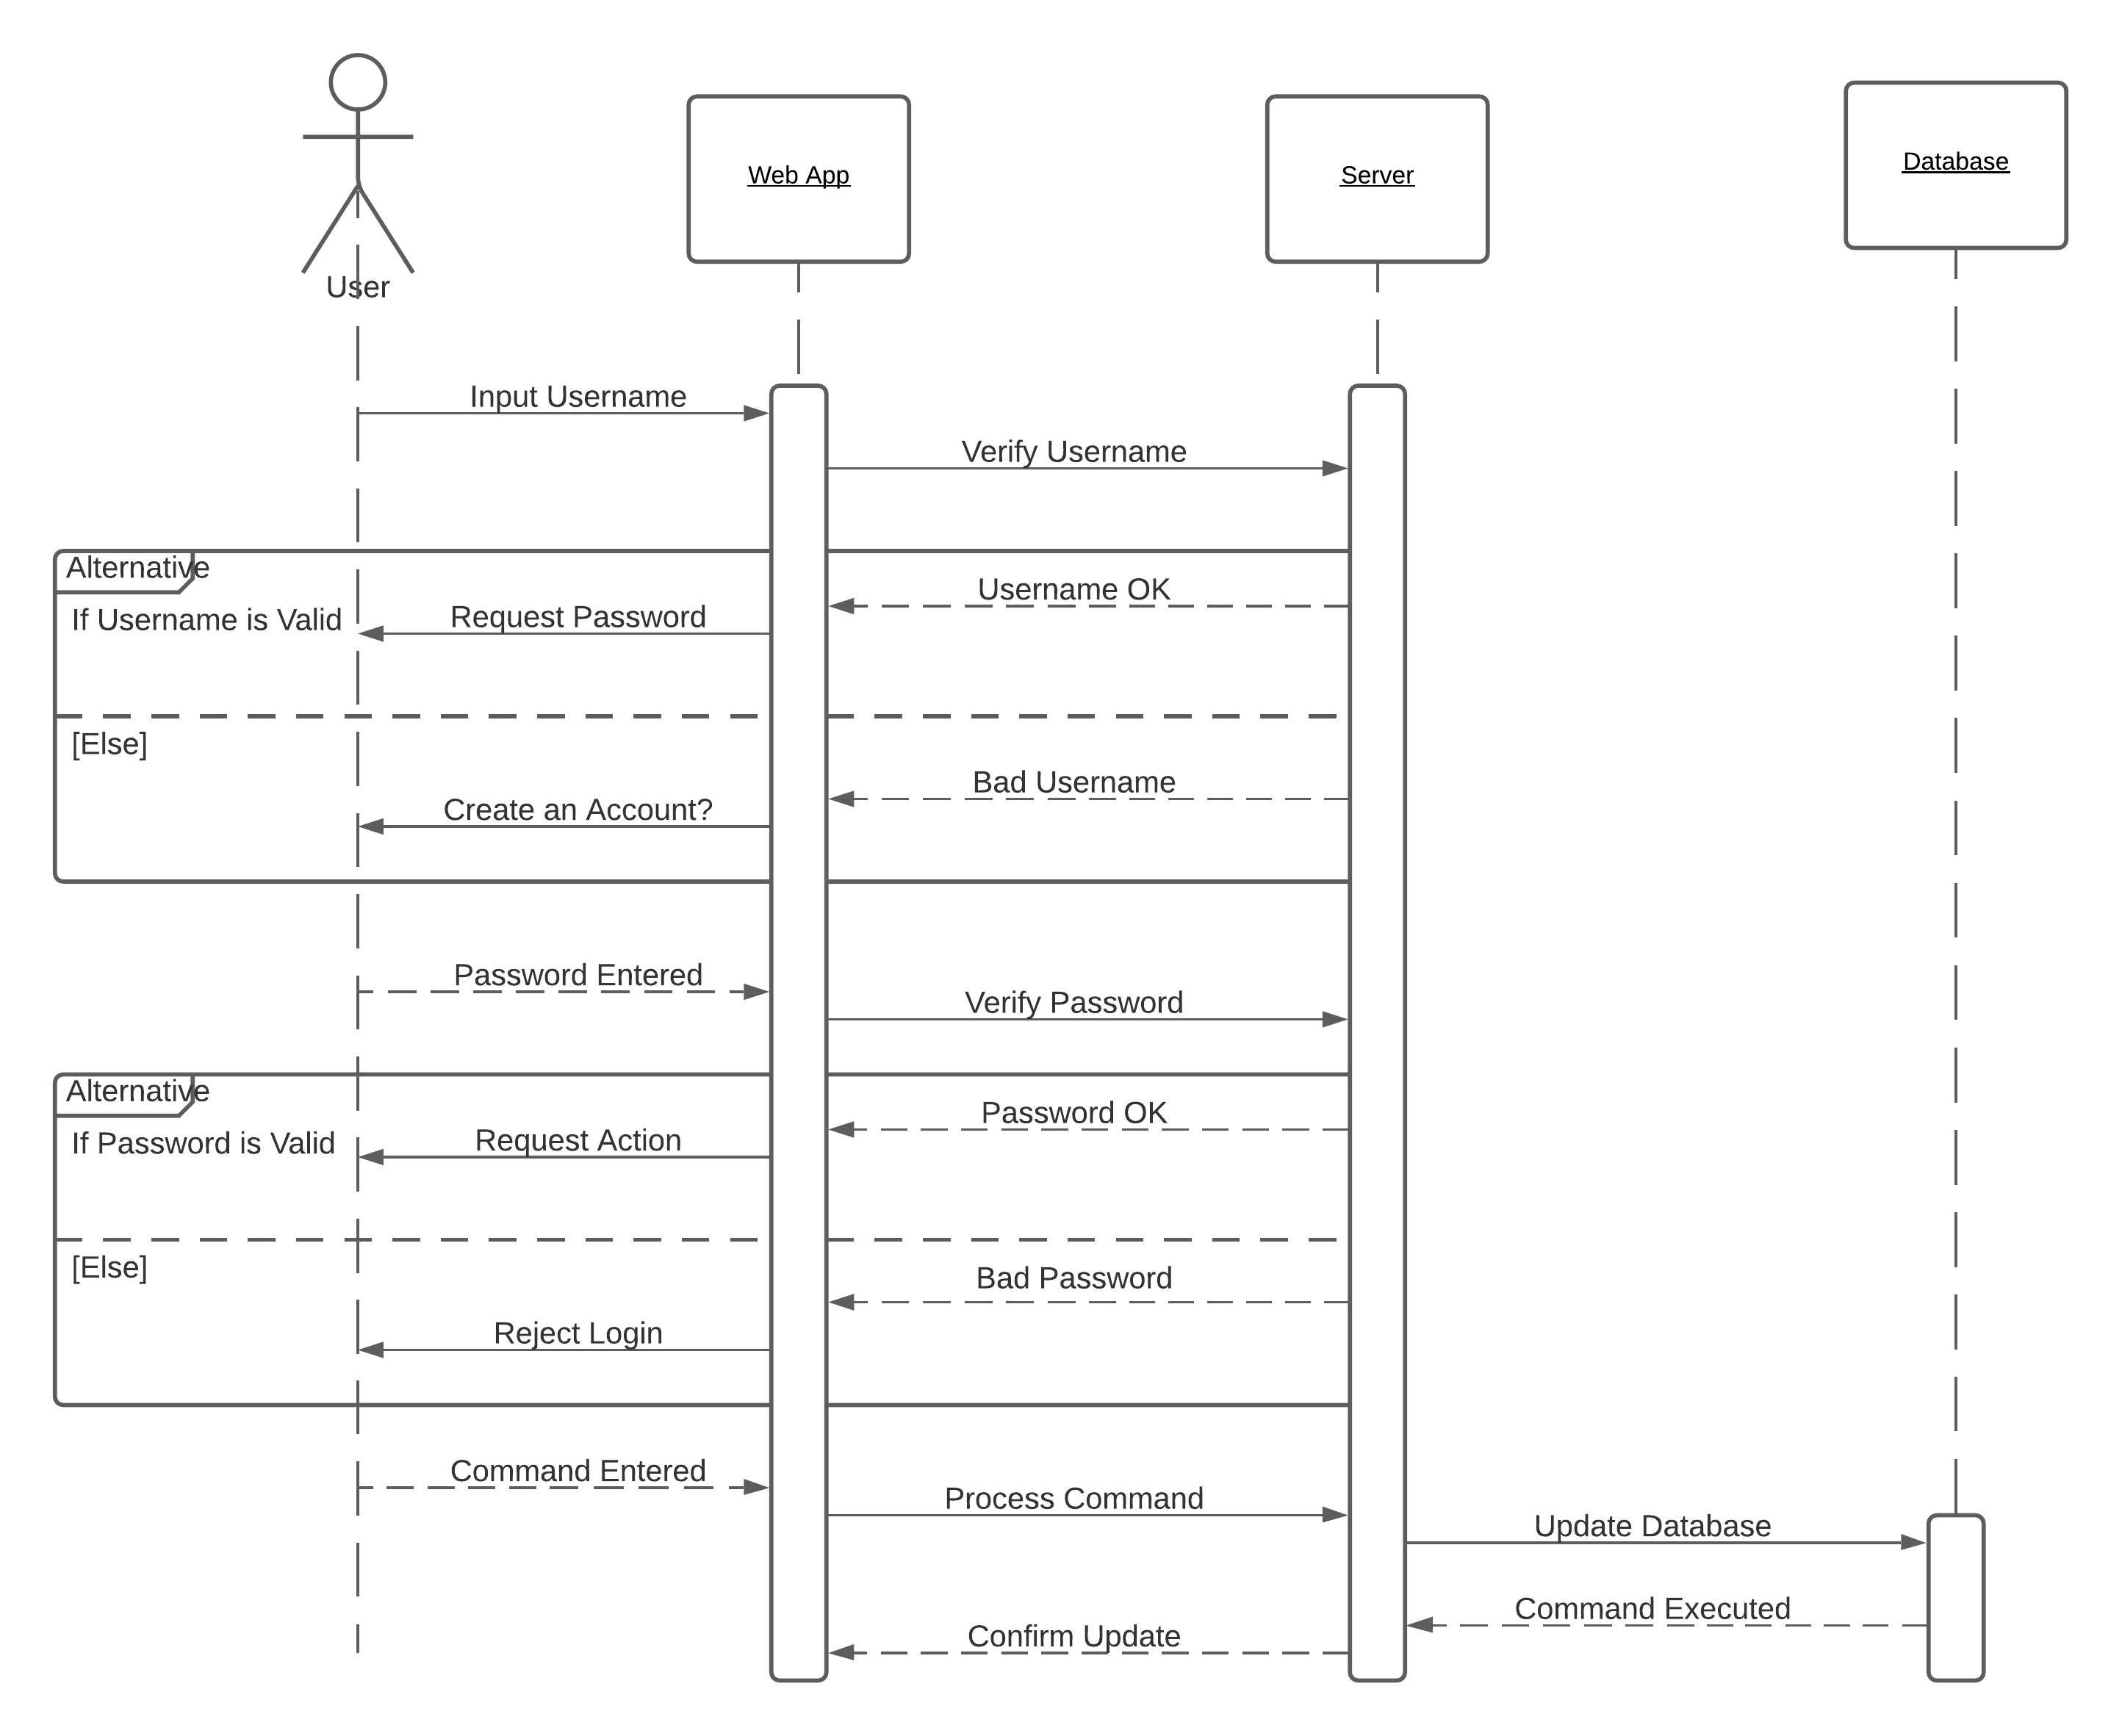 Web App
Server
Database
User
Input Username
Verify Username
Alternative
Username OK
If Username is Valid
Request Password
[Else]
Bad Username
Create an Account?
Password Entered
Verify Password
Alternative
Password OK
If Password is Valid
Request Action
[Else]
Bad Password
Reject Login
Command Entered
Process Command
Update Database
Command Executed
Confirm Update